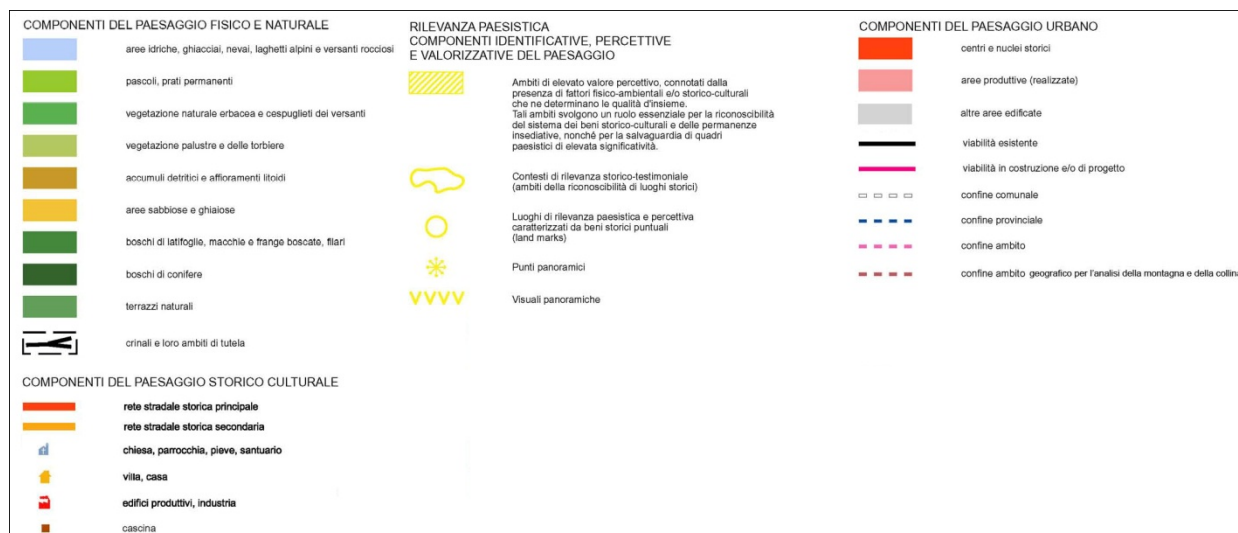 COMPONENTI DEL PAESAGGIO FISICO E NATURALE
aree idriche, ghiacciai, nevai, laghetti alpini e versanti rocciosi
pascoli, prati permanenti
vegetazione naturale erbacea e cespuglieti dei versanti
vegetazione palustre e delle torbiere
accumuli detritici e affioramenti litoidi
aree sabbiose e ghiaiose
boschi di latifoglie, macchie e frange boscate, filari
boschi di conifere
terrazzi naturali
crinali e loro ambiti di tutela
COMPONENTI DEL PAESAGGIO STORICO CULTURALE
rete stradale storica principale
rete stradale storica secondaria
chiesa, parrocchia, pieve, santuario
villa, casa
edifici produttivi, industria
cascina
RILEVANZA PAESISTICA
COMPONENTI IDENTIFICATIVE, PERCETTIVE
E VALORIZZATIVE DEL PAESAGGIO
Ambiti di elevato valore percettivo, connotati dalla
presenza di fattori fisico-ambientali e/o storico-culturali
che ne determinano le qualità d'insieme.
Tali ambiti svolgono un ruolo essenziale per la riconoscibilità
del sistema dei beni storico-culturali e delle permanenze
insediative, nonché per la salvaguardia di quadri
paesistici di elevata significatività.
Contesti di rilevanza storico-testimoniale
(ambiti della riconoscibilità di luoghi storici)
Luoghi di rilevanza paesistica e percettiva
caratterizzati da beni storici puntuali
(land marks)
Punti panoramici
Visuali panoramiche
COMPONENTI DEL PAESAGGIO URBANO
centri e nuclei storici
aree produttive (realizzate)
altre aree edificate
viabilità esistente
viabilità in costruzione e/o di progetto
confine comunale
confine provinciale
confine ambito
confine ambito geografico per l'analisi della montagna e della collina